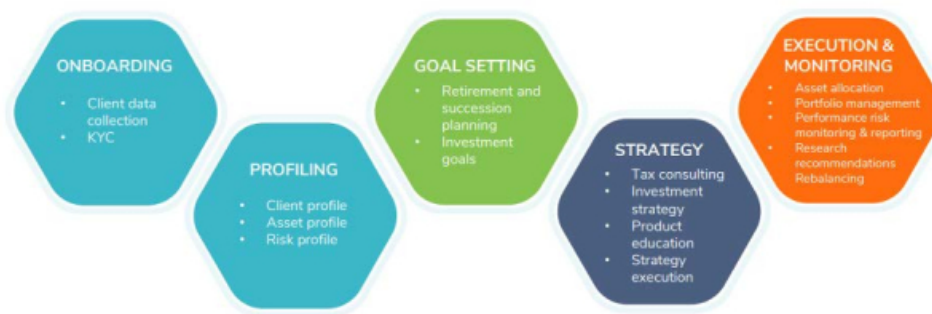 ONBOARDING
• Client data
collection
• KYC
PROFILING
• Client profile
• Asset profile
• Risk profile
GOAL SETTING
• Retirement and
succession
planning
• Investment
goals
STRATEGY
• Tax consulting
• Investment
strategy
• Product
education
• Strategy
execution
EXECUTION &
MONITORING
• Asset allocation
• Portfolio management
• Performance risk
monitoring & reporting
• Research
recommendations
Rebalancing